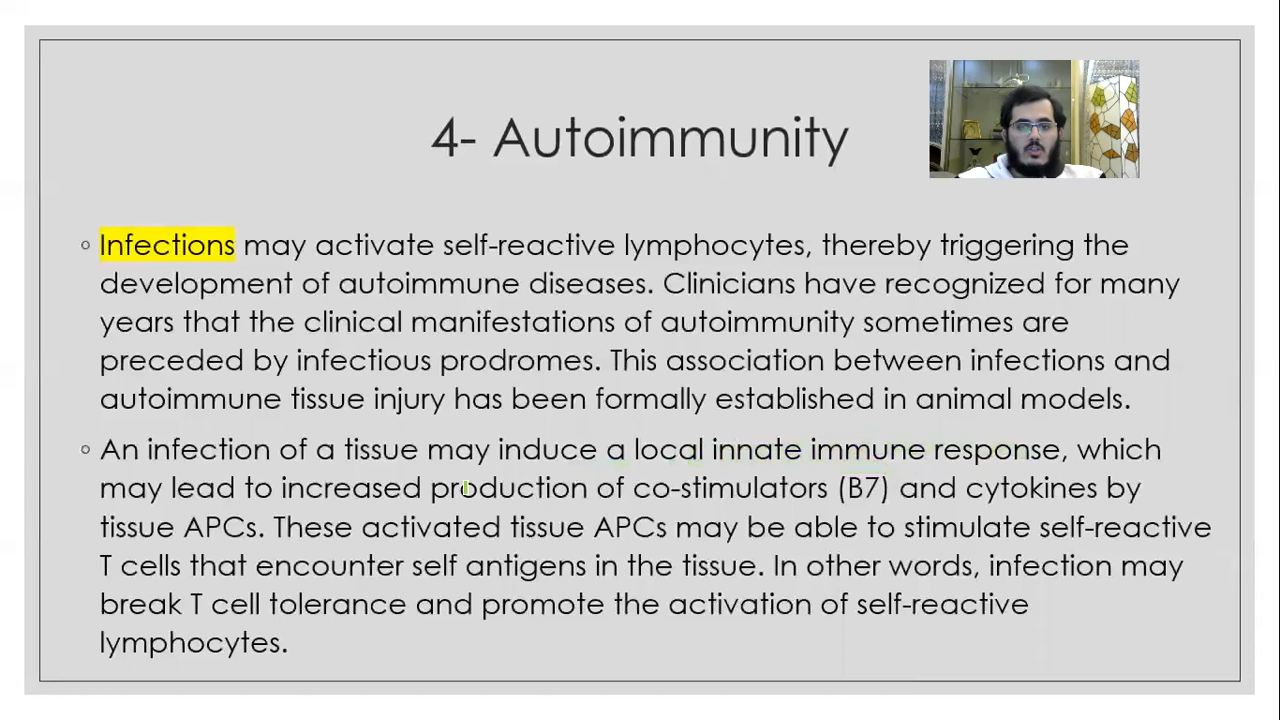 4- Autoimmunity
◦ Infections may activate self-reactive lymphocytes, thereby triggering the
development of autoimmune diseases. Clinicians have recognized for many
years that the clinical manifestations of autoimmunity sometimes are
preceded by infectious prodromes. This association between infections and
autoimmune tissue injury has been formally established in animal models.
◦ An infection of a tissue may induce a local innate immune response, which
may lead to increased production of co-stimulators (B7) and cytokines by
tissue APCs. These activated tissue APCs may be able to stimulate self-reactive
T cells that encounter self antigens in the tissue. In other words, infection may
break T cell tolerance and promote the activation of self-reactive
lymphocytes.